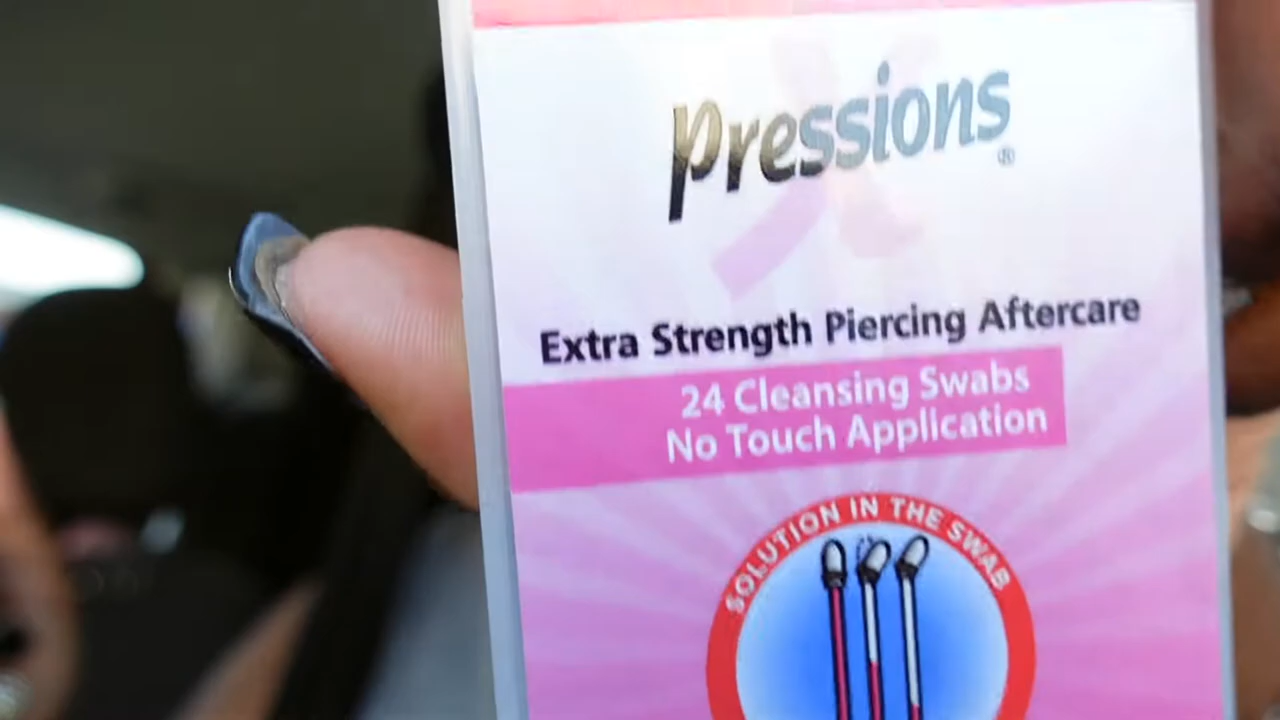 Pressions®
Extra Strength Piercing Aftercare
24 Cleansing Swabs
No Touch Application
SOLUTION IN THE SWAB